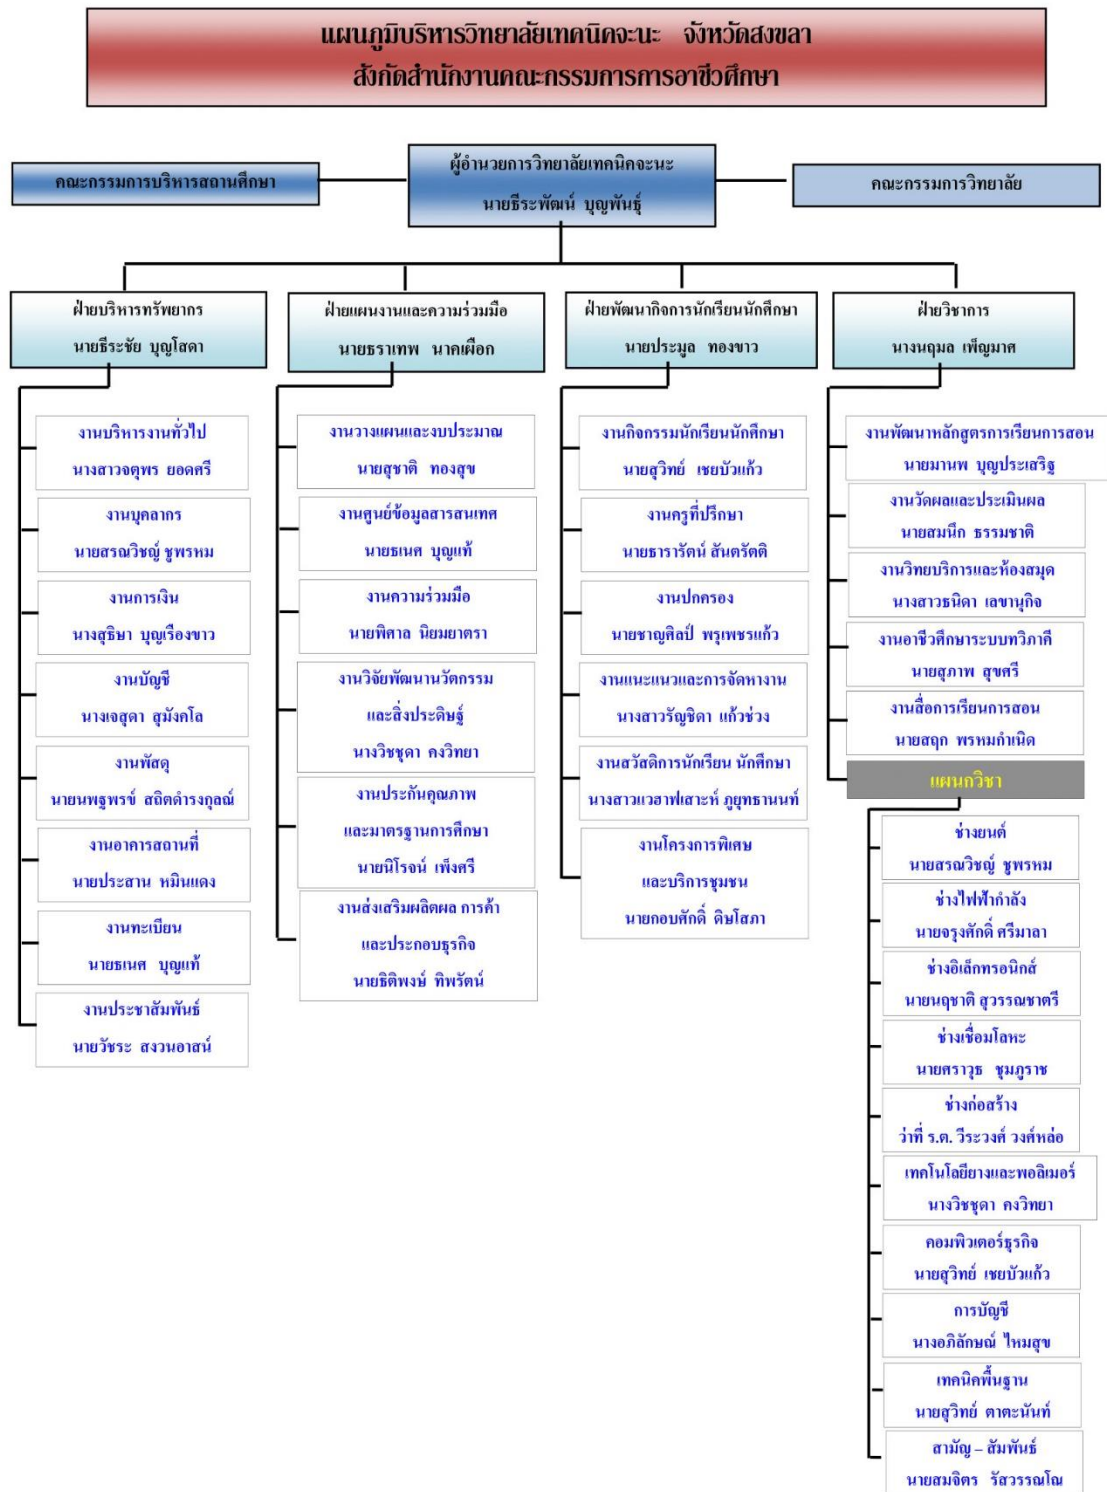 แผนภูมิบริหารวิทยาลัยเทคนิคจะนะ จังหวัดสงขลา
สังกัดสำนักงานคณะกรรมการการอาชีวศึกษา
คณะกรรมการบริหารสถานศึกษา
ผู้อำนวยการวิทยาลัยเทคนิคจะนะ
นายธีระพัฒน์ บุญพันธุ์
คณะกรรมการวิทยาลัย
ฝ่ายบริหารทรัพยากร
นายธีระชัย บุญโสดา
ฝ่ายแผนงานและความร่วมมือ
นายธราเทพ นาคเผือก
ฝ่ายพัฒนากิจการนักเรียนนักศึกษา
นายประมูล ทองขาว
ฝ่ายวิชาการ
นางนฤมล เพ็ญมาศ
งานบริหารงานทั่วไป
นางสาวจตุพร ยอดศรี
งานบุคลากร
นายสรณวิชญ์ ชูพรหม
งานการเงิน
นางสุธิษา บุญเรืองขาว
งานบัญชี
นางเจสุดา สุมังคโล
งานพัสดุ
นายนพฐพรข์ สถิตดำรงกุลณ์
งานอาคารสถานที่
นายประสาน หมินแดง
งานทะเบียน
นายธเนศ บุญแท้
งานประชาสัมพันธ์
นายวัชระ สงวนอาสน์
งานวางแผนและงบประมาณ
นายสุชาติ ทองสุข
งานศูนย์ข้อมูลสารสนเทศ
นายธเนศ บุญแท้
งานความร่วมมือ
นายพิศาล นิยมยาตรา
งานวิจัยพัฒนานวัตกรรม
และสิ่งประดิษฐ์
นางวิชชุดา คงวิทยา
งานประกันคุณภาพ
และมาตรฐานการศึกษา
นายนิโรจน์ เพ็งศรี
งานส่งเสริมผลิตผล การค้า
และประกอบธุรกิจ
นายธิติพงษ์ ทิพรัตน์
งานกิจกรรมนักเรียนนักศึกษา
นายสุวิทย์ เชยบัวแก้ว
งานครูที่ปรึกษา
นายธารารัตน์ สันตรัตติ
งานปกครอง
นายชาญศิลป์ พรุเพชรแก้ว
งานแนะแนวและการจัดหางาน
นางสาวรัญชิดา แก้วช่วง
งานสวัสดิการนักเรียน นักศึกษา
นางสาวแวฮาฟเสาะห์ ภูยุทธานนท์
งานโครงการพิเศษ
และบริการชุมชน
นายกอบศักดิ์ ดิษโสภา
งานพัฒนาหลักสูตรการเรียนการสอน
นายมานพ บุญประเสริฐ
งานวัดผลและประเมินผล
นายสมนึก ธรรมชาติ
งานวิทยบริการและห้องสมุด
นางสาวธนิดา เลขานุกิจ
งานอาชีวศึกษาระบบทวิภาคี
นายสุภาพ สุขศรี
งานสื่อการเรียนการสอน
นายสฤก พรหมกำเนิด
แผนกวิชา
ช่างยนต์
นายสรณวิชญ์ ชูพรหม
ช่างไฟฟ้ากำลัง
นายจรุงศักดิ์ ศรีมาลา
ช่างอิเล็กทรอนิกส์
นายนฤชาติ สุวรรณชาตรี
ช่างเชื่อมโลหะ
นายศราวุธ ชุมภูราช
ช่างก่อสร้าง
ว่าที่ ร.ต. วีระวงศ์ วงศ์หล่อ
เทคโนโลยียางและพอลิเมอร์
นางวิชชุดา คงวิทยา
คอมพิวเตอร์ธุรกิจ
นายสุวิทย์ เชยบัวแก้ว
การบัญชี
นางอภิลักษณ์ ไหมสุข
เทคนิคพื้นฐาน
นายสุวิทย์ ตาตะนันท์
สามัญ – สัมพันธ์
นายสมจิตร รัสวรรณโณ